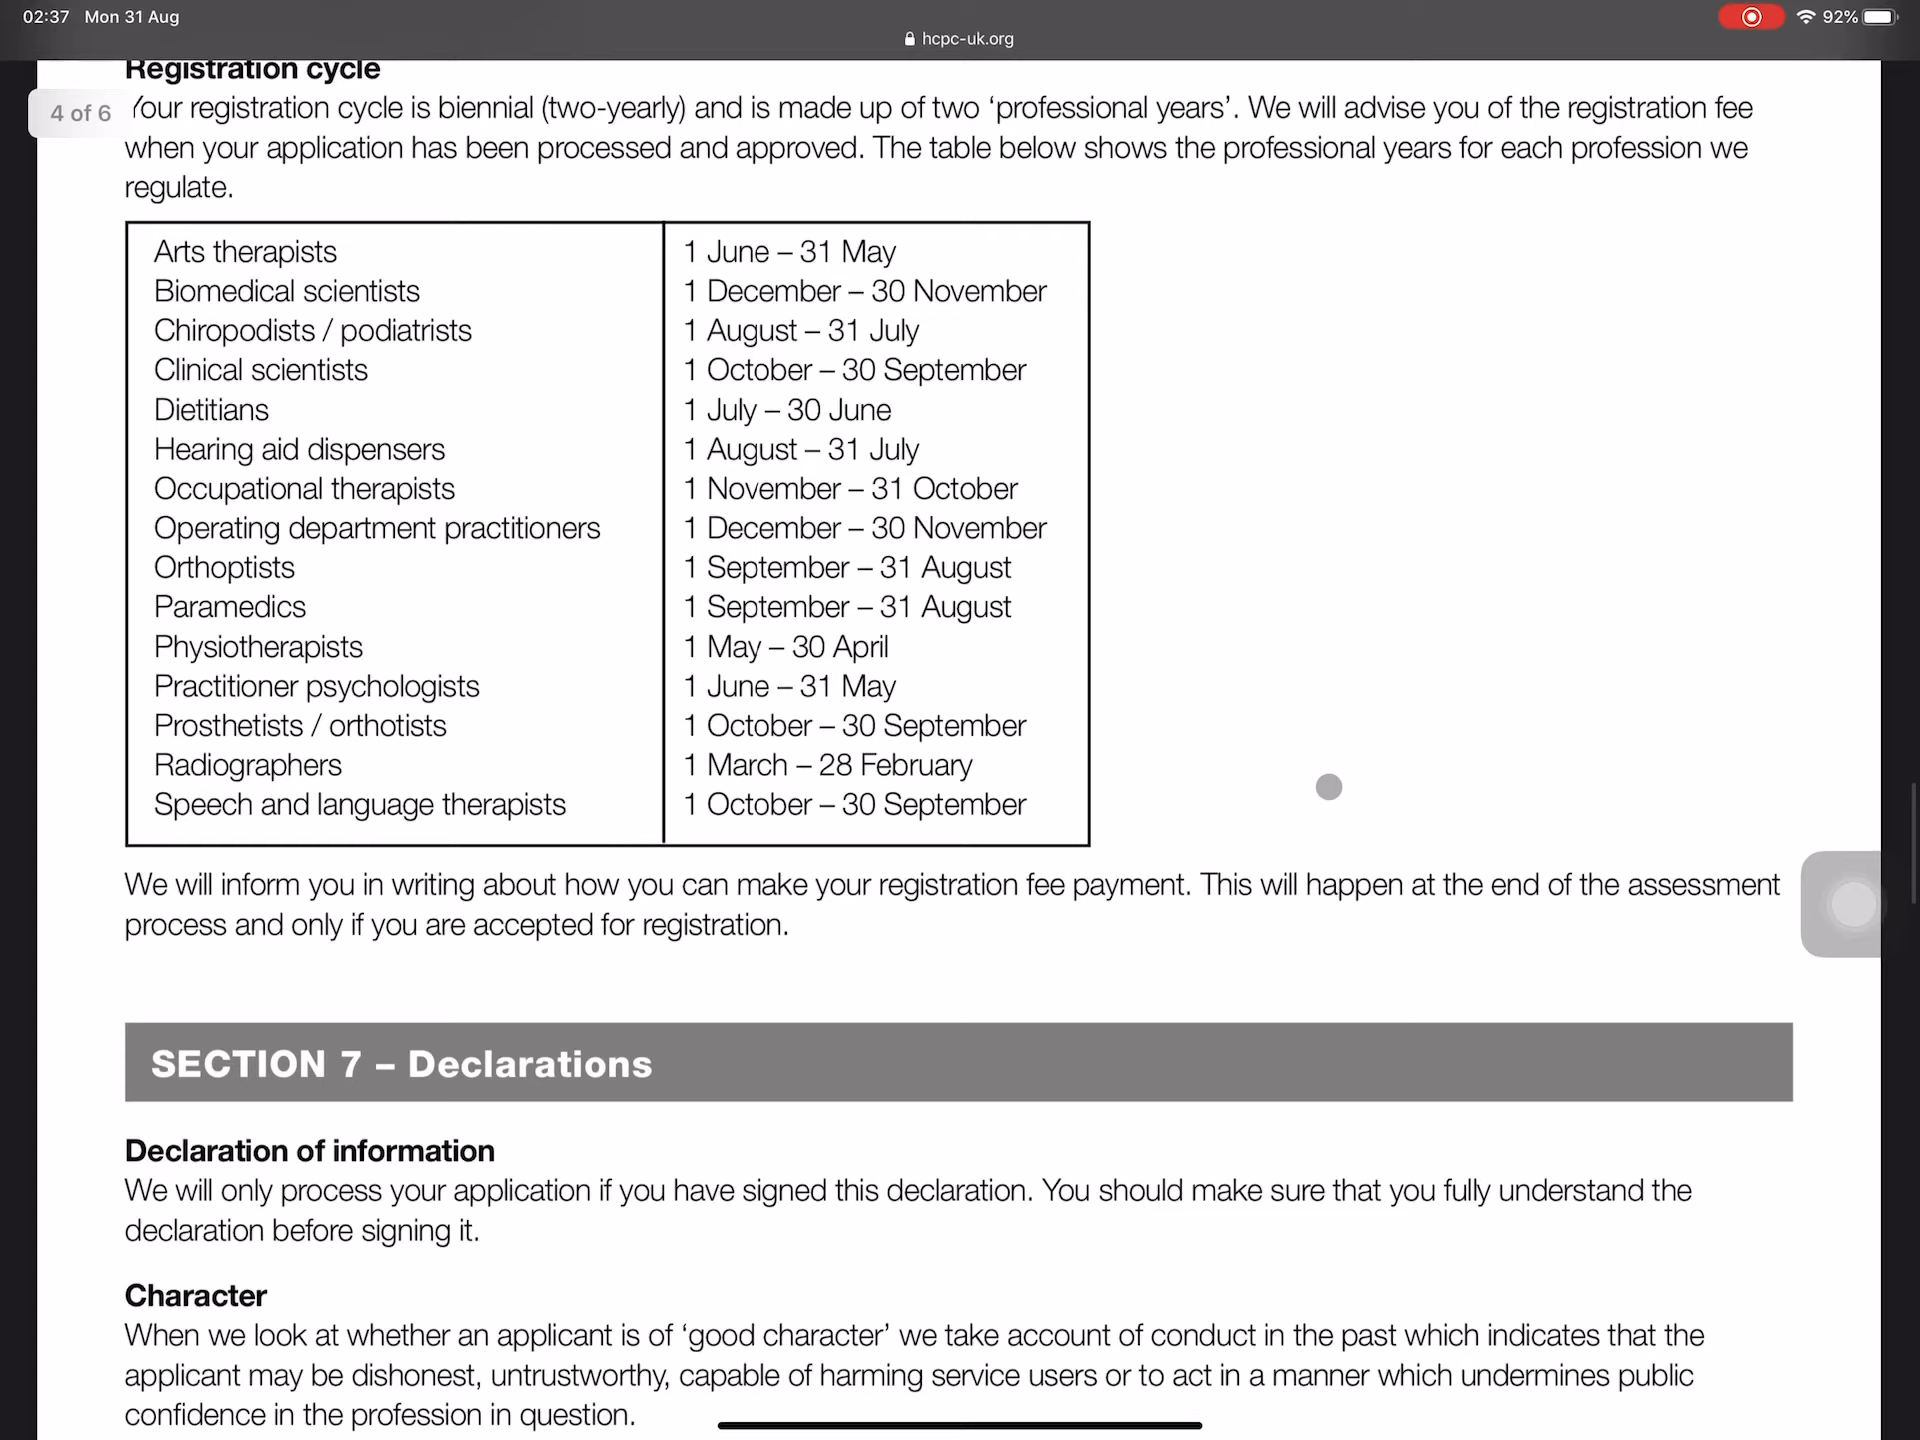 02:37 Mon 31 Aug
92%
hcpc-uk.org
Registration cycle
4 of 6
Your registration cycle is biennial (two-yearly) and is made up of two ‘professional years’. We will advise you of the registration fee
when your application has been processed and approved. The table below shows the professional years for each profession we
regulate.
Arts therapists 1 June – 31 May
Biomedical scientists 1 December – 30 November
Chiropodists / podiatrists 1 August – 31 July
Clinical scientists 1 October – 30 September
Dietitians 1 July – 30 June
Hearing aid dispensers 1 August – 31 July
Occupational therapists 1 November – 31 October
Operating department practitioners 1 December – 30 November
Orthoptists 1 September – 31 August
Paramedics 1 September – 31 August
Physiotherapists 1 May – 30 April
Practitioner psychologists 1 June – 31 May
Prosthetists / orthotists 1 October – 30 September
Radiographers 1 March – 28 February
Speech and language therapists 1 October – 30 September
We will inform you in writing about how you can make your registration fee payment. This will happen at the end of the assessment
process and only if you are accepted for registration.
SECTION 7 – Declarations
Declaration of information
We will only process your application if you have signed this declaration. You should make sure that you fully understand the
declaration before signing it.
Character
When we look at whether an applicant is of ‘good character’ we take account of conduct in the past which indicates that the
applicant may be dishonest, untrustworthy, capable of harming service users or to act in a manner which undermines public
confidence in the profession in question.